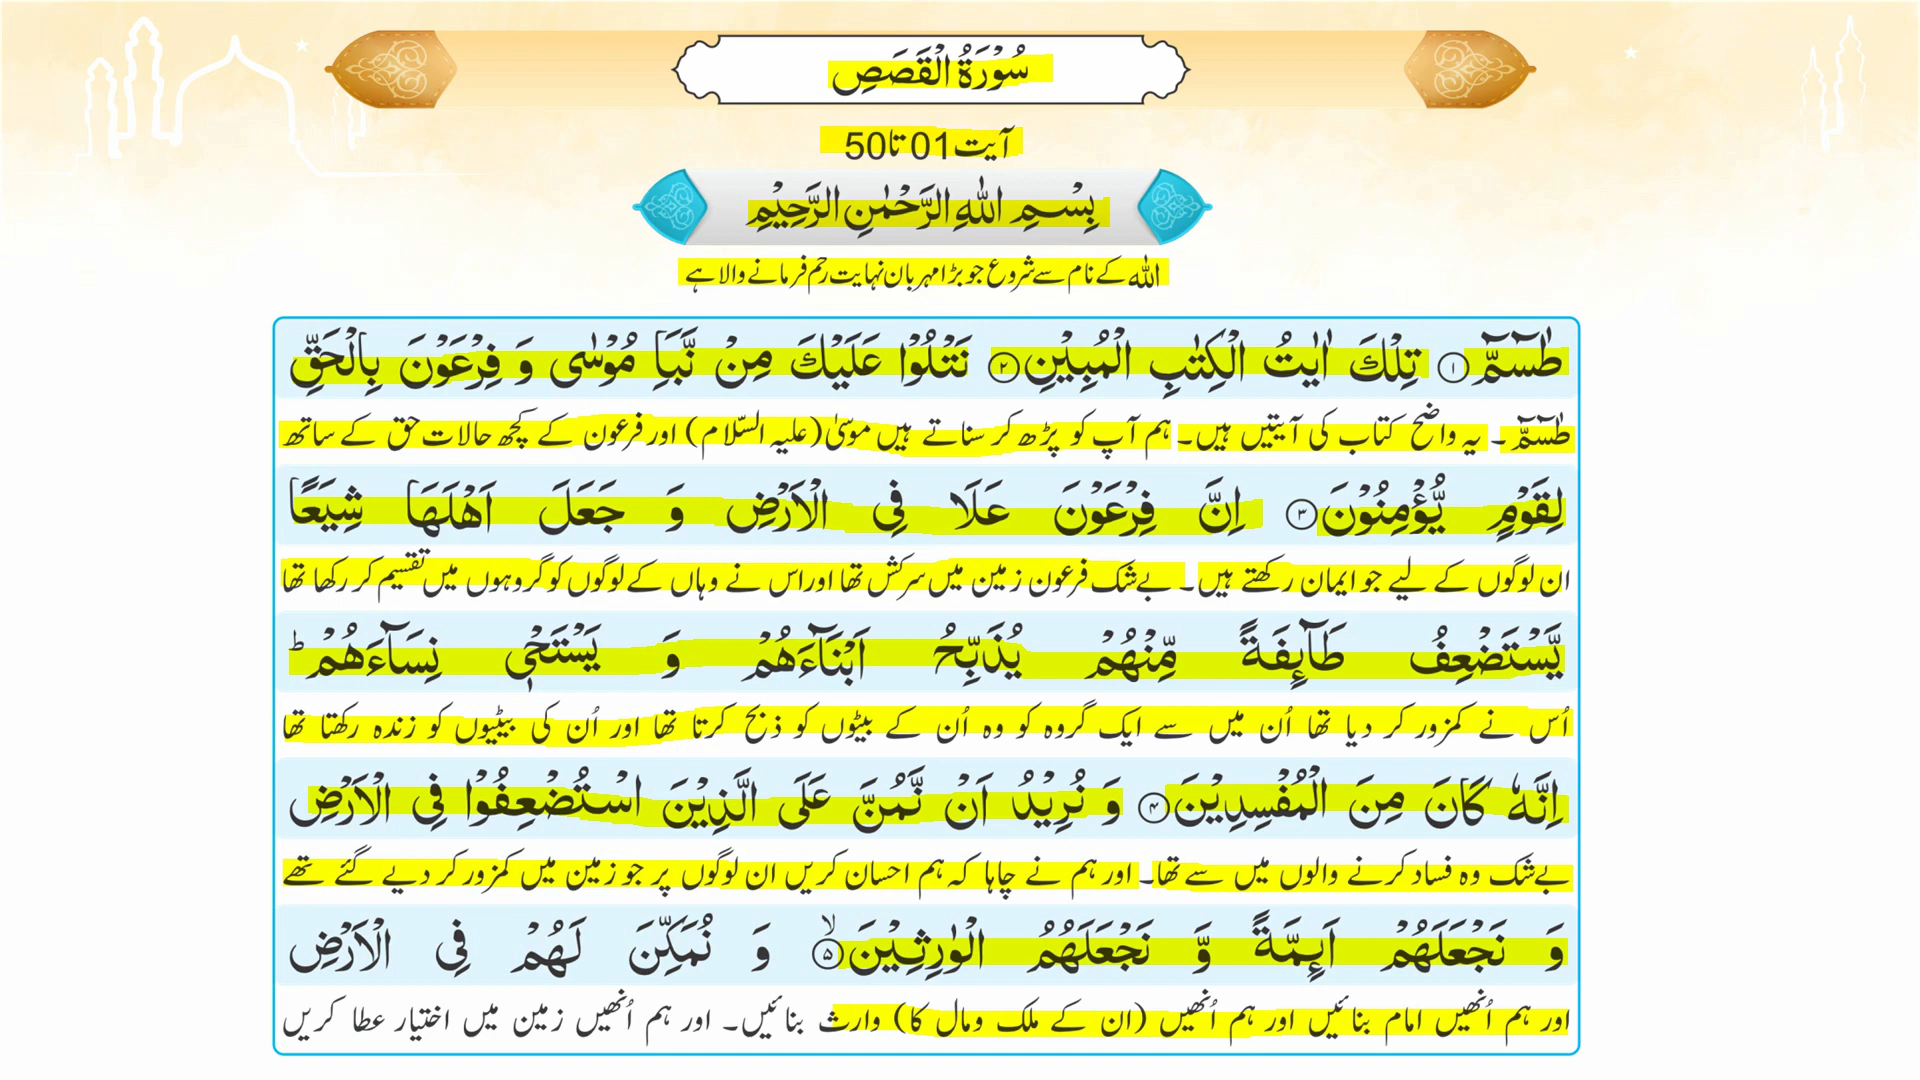 سُوْرَةُ الْقَصَصِ
آیت 01 تا 50
بِسْمِ اللّٰهِ الرَّحْمٰنِ الرَّحِيْمِ
اللہ کے نام سے شروع جو بڑا مہربان نہایت رحم فرمانے والا ہے
طٰسٓمّٓ ۝۱ تِلْكَ اٰيٰتُ الْكِتٰبِ الْمُبِيْنِ ۝۲ نَتْلُوْا عَلَيْكَ مِنْ نَّبَاِ مُوْسٰى وَ فِرْعَوْنَ بِالْحَقِّ
طٰسٓمّٓ۔ یہ واضح کتاب کی آیتیں ہیں۔ ہم آپ کو پڑھ کر سناتے ہیں موسیٰ (علیہ السّلام) اور فرعون کے کچھ حالات حق کے ساتھ
لِقَوْمٍ يُّؤْمِنُوْنَ ۝۳ اِنَّ فِرْعَوْنَ عَلَا فِى الْاَرْضِ وَ جَعَلَ اَهْلَهَا شِيَعًا
ان لوگوں کے لیے جو ایمان رکھتے ہیں۔ بے شک فرعون زمین میں سرکش تھا اور اس نے وہاں کے لوگوں کو گروہوں میں تقسیم کر رکھا تھا
يَّسْتَضْعِفُ طَآىِٕفَةً مِّنْهُمْ يُذَبِّحُ اَبْنَآءَهُمْ وَ يَسْتَحْىٖ نِسَآءَهُمْ ؕ
اُس نے کمزور کر دیا تھا اُن میں سے ایک گروہ کو وہ اُن کے بیٹوں کو ذبح کرتا تھا اور اُن کی بیٹیوں کو زندہ رکھتا تھا
اِنَّهٗ كَانَ مِنَ الْمُفْسِدِيْنَ ۝۴ وَ نُرِيْدُ اَنْ نَّمُنَّ عَلَى الَّذِيْنَ اسْتُضْعِفُوْا فِى الْاَرْضِ
بے شک وہ فساد کرنے والوں میں سے تھا۔ اور ہم نے چاہا کہ ہم احسان کریں ان لوگوں پر جو زمین میں کمزور کر دیے گئے تھے
وَ نَجْعَلَهُمْ اَىِٕمَّةً وَّ نَجْعَلَهُمُ الْوٰرِثِيْنَ ۙ۝۵ وَ نُمَكِّنَ لَهُمْ فِى الْاَرْضِ
اور ہم اُنھیں امام بنائیں اور ہم اُنھیں (ان کے ملک ومال کا) وارث بنائیں۔ اور ہم اُنھیں زمین میں اختیار عطا کریں